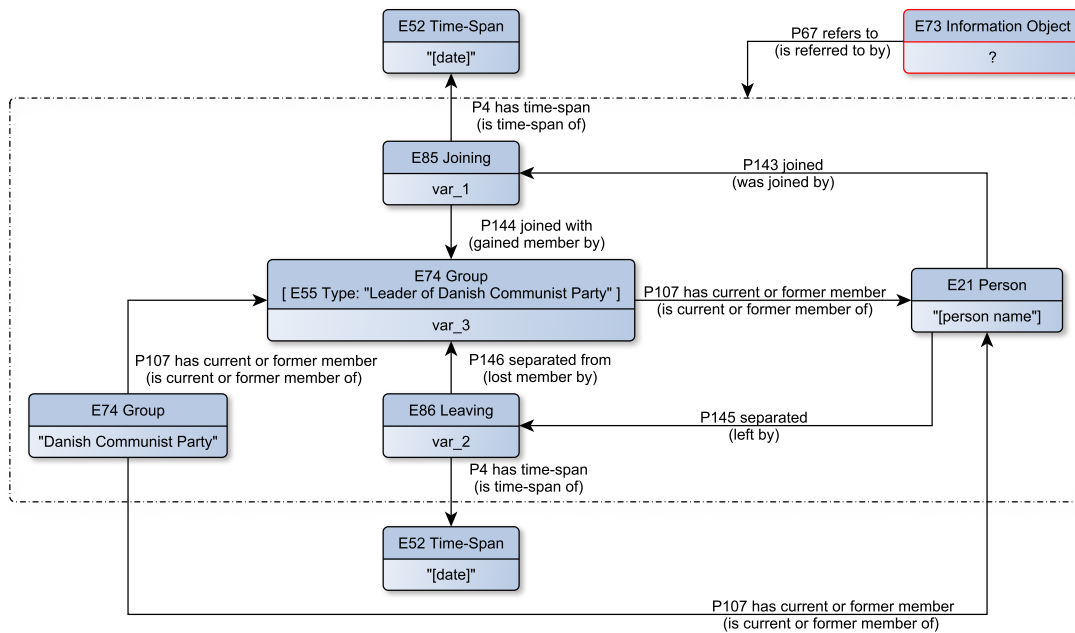 E52 Time-Span
"[date]"
P67 refers to
(is referred to by)
E73 Information Object
?
P4 has time-span
(is time-span of)
E85 Joining
var_1
P143 joined
(was joined by)
P144 joined with
(gained member by)
E74 Group
[ E55 Type: "Leader of Danish Communist Party" ]
var_3
P107 has current or former member
(is current or former member of)
E21 Person
"[person name"]
P107 has current or former member
(is current or former member of)
P146 separated from
(lost member by)
E74 Group
"Danish Communist Party"
E86 Leaving
var_2
P145 separated
(left by)
P4 has time-span
(is time-span of)
E52 Time-Span
"[date]"
P107 has current or former member
(is current or former member of)